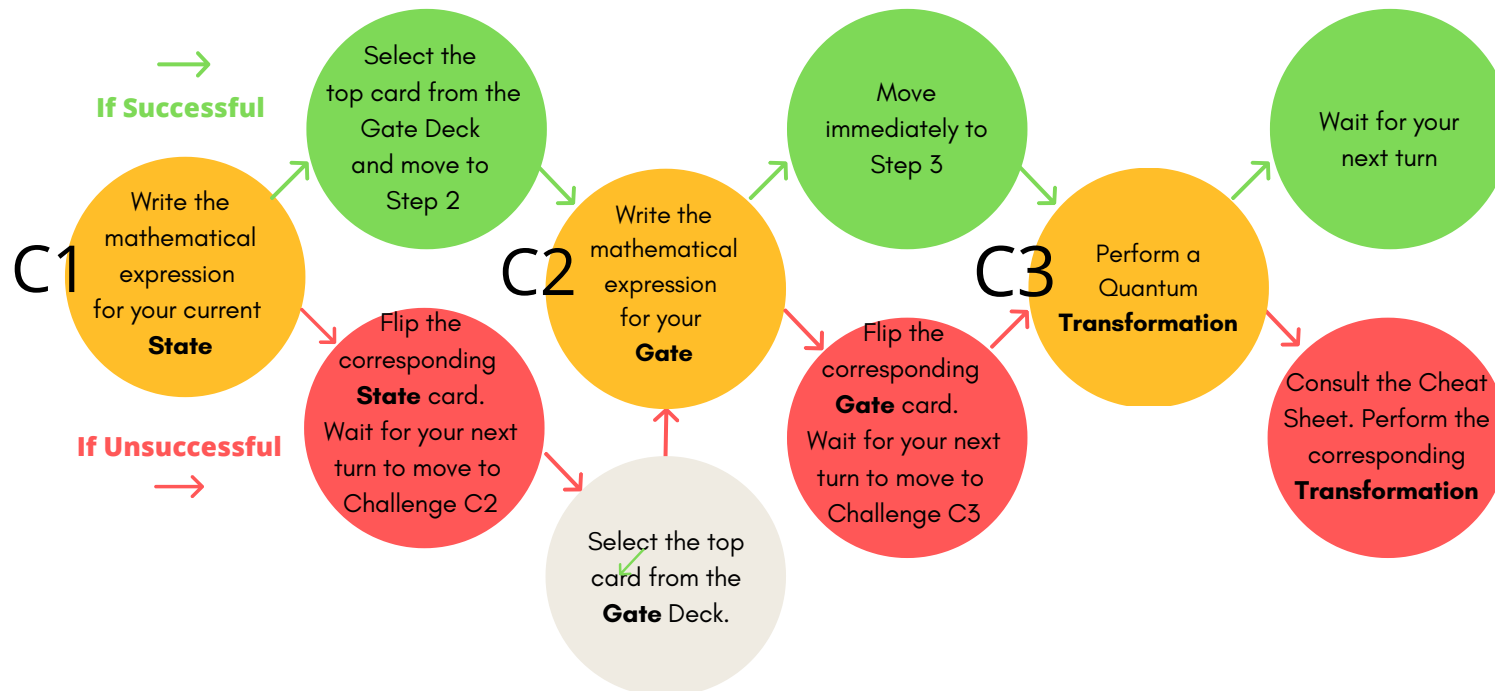 If Successful
Select the
top card from the
Gate Deck
and move to
Step 2
Move
immediately to
Step 3
Wait for your
next turn
C1
Write the
mathematical
expression
for your current
State
C2
Write the
mathematical
expression
for your
Gate
C3
Perform a
Quantum
Transformation
If Unsuccessful
Flip the
corresponding
State card.
Wait for your next
turn to move to
Challenge C2
Select the top
card from the
Gate Deck.
Flip the
corresponding
Gate card.
Wait for your next
turn to move to
Challenge C3
Consult the Cheat
Sheet. Perform the
corresponding
Transformation